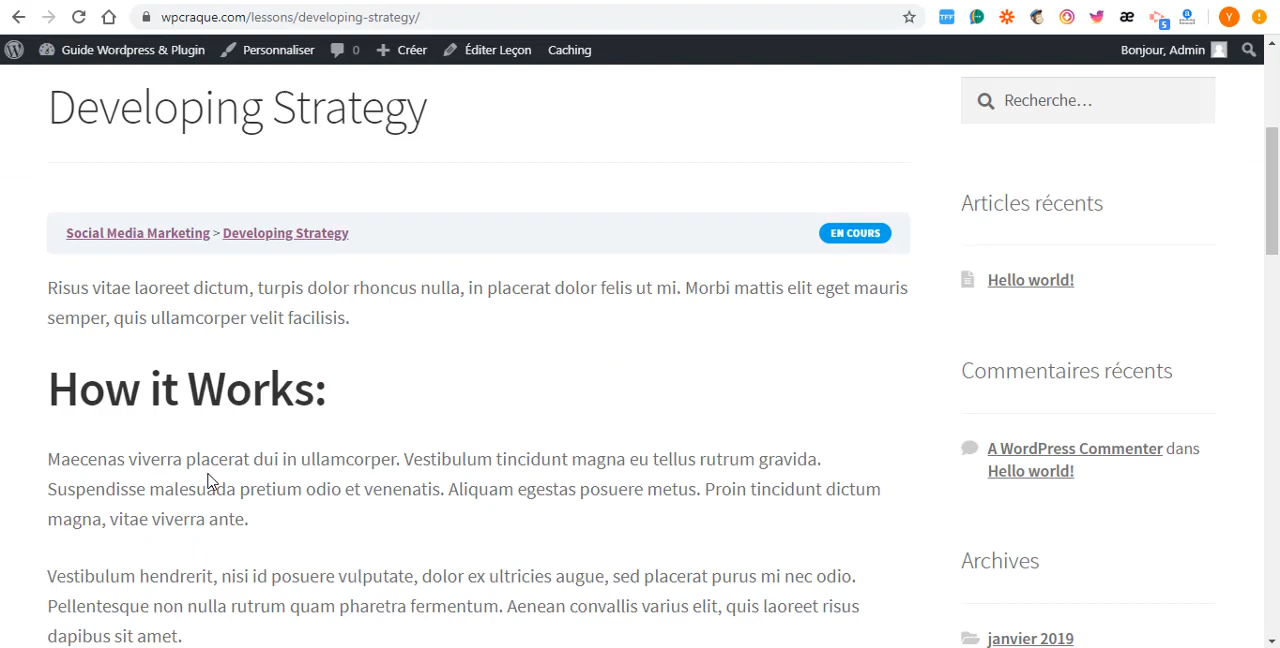 wpcraque.com/lessons/developing-strategy/
TFF
æ
5
Y
Guide Wordpress & Plugin Personnaliser 0 Créer Éditer Leçon Caching Bonjour, Admin
Developing Strategy
Social Media Marketing > Developing Strategy EN COURS
Risus vitae laoreet dictum, turpis dolor rhoncus nulla, in placerat dolor felis ut mi. Morbi mattis elit eget mauris
semper, quis ullamcorper velit facilisis.
How it Works:
Maecenas viverra placerat dui in ullamcorper. Vestibulum tincidunt magna eu tellus rutrum gravida.
Suspendisse malesuada pretium odio et venenatis. Aliquam egestas posuere metus. Proin tincidunt dictum
magna, vitae viverra ante.
Vestibulum hendrerit, nisi id posuere vulputate, dolor ex ultricies augue, sed placerat purus mi nec odio.
Pellentesque non nulla rutrum quam pharetra fermentum. Aenean convallis varius elit, quis laoreet risus
dapibus sit amet.
Recherche…
Articles récents
Hello world!
Commentaires récents
A WordPress Commenter dans
Hello world!
Archives
janvier 2019